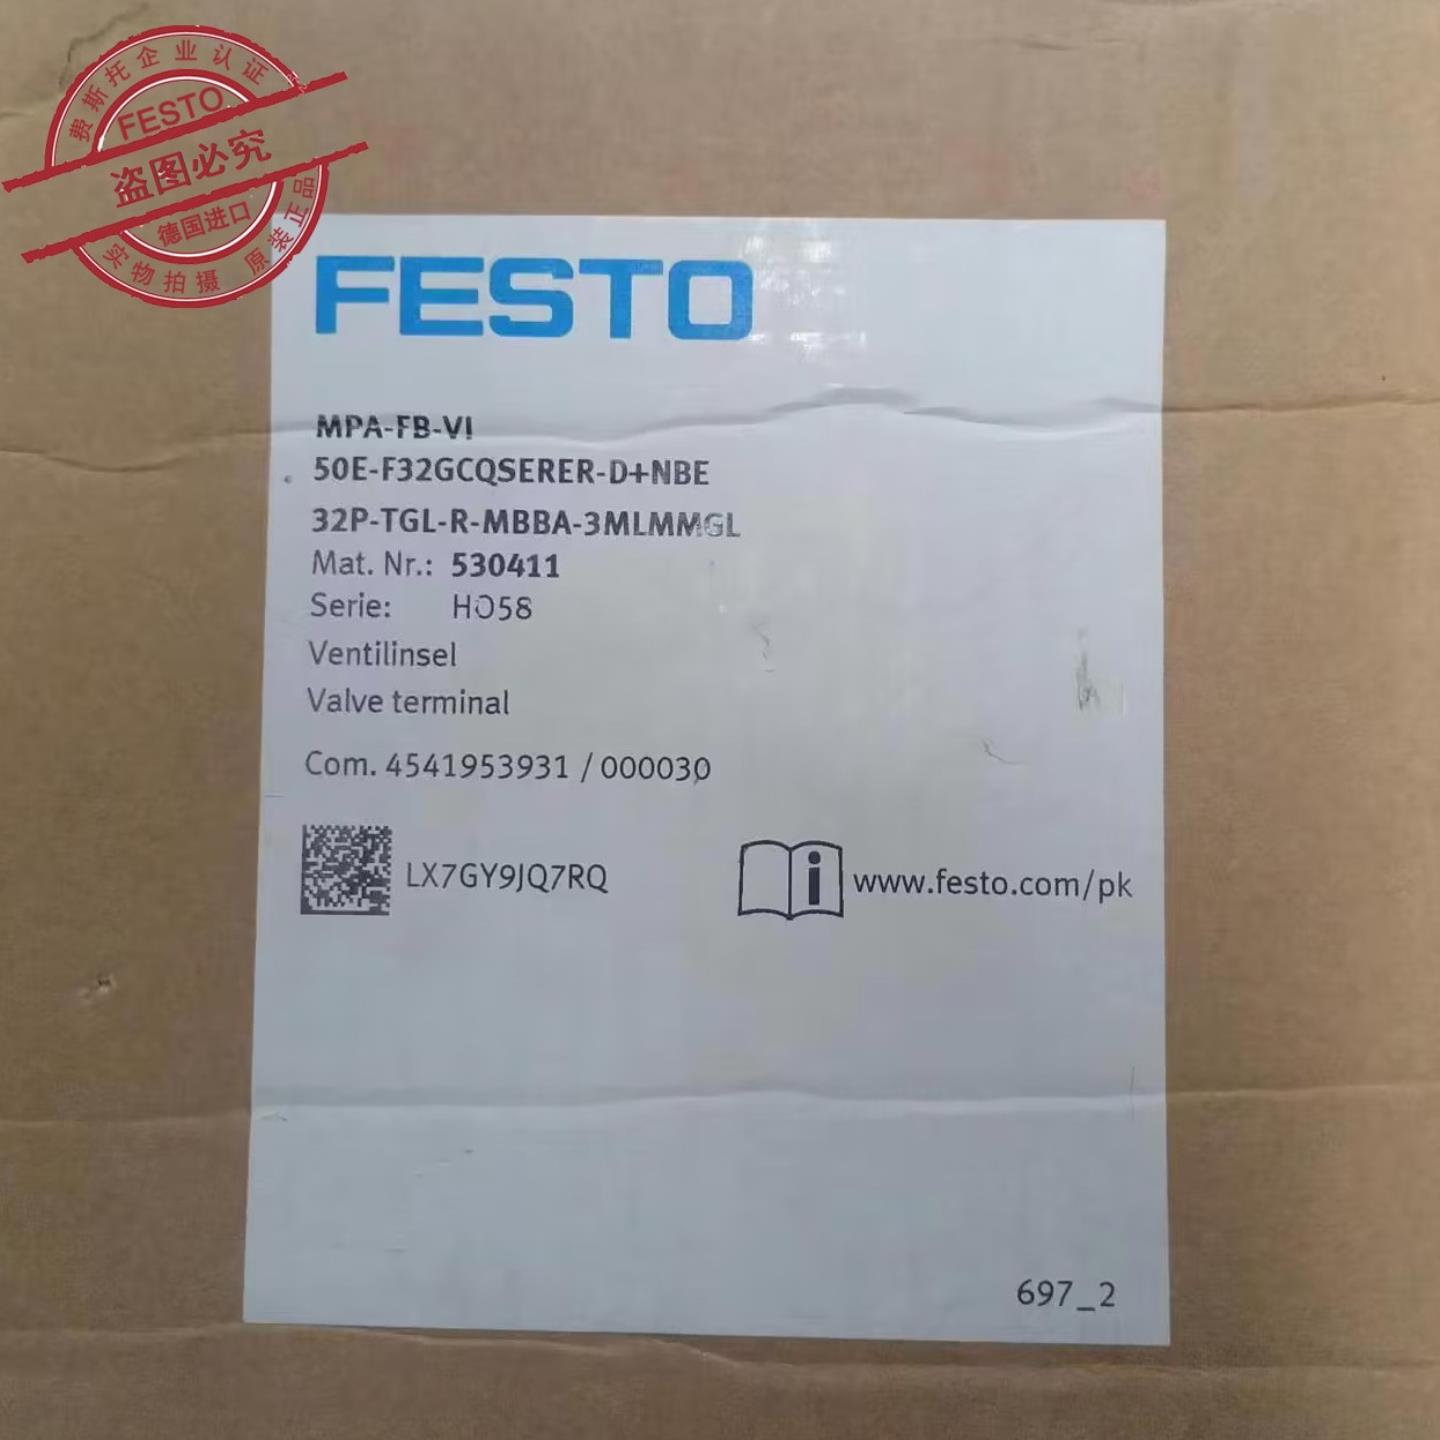 费斯托企业认证
FESTO
盗图必究
德国进口
实物拍摄 原装正品
FESTO
MPA-FB-VI
50E-F32GCQSERER-D+NBE
32P-TGL-R-MBBA-3MLMMGL
Mat. Nr.: 530411
Serie: HO58
Ventilinsel
Valve terminal
Com. 4541953931 / 000030
LX7GY9JQ7RQ
i www.festo.com/pk
697_2